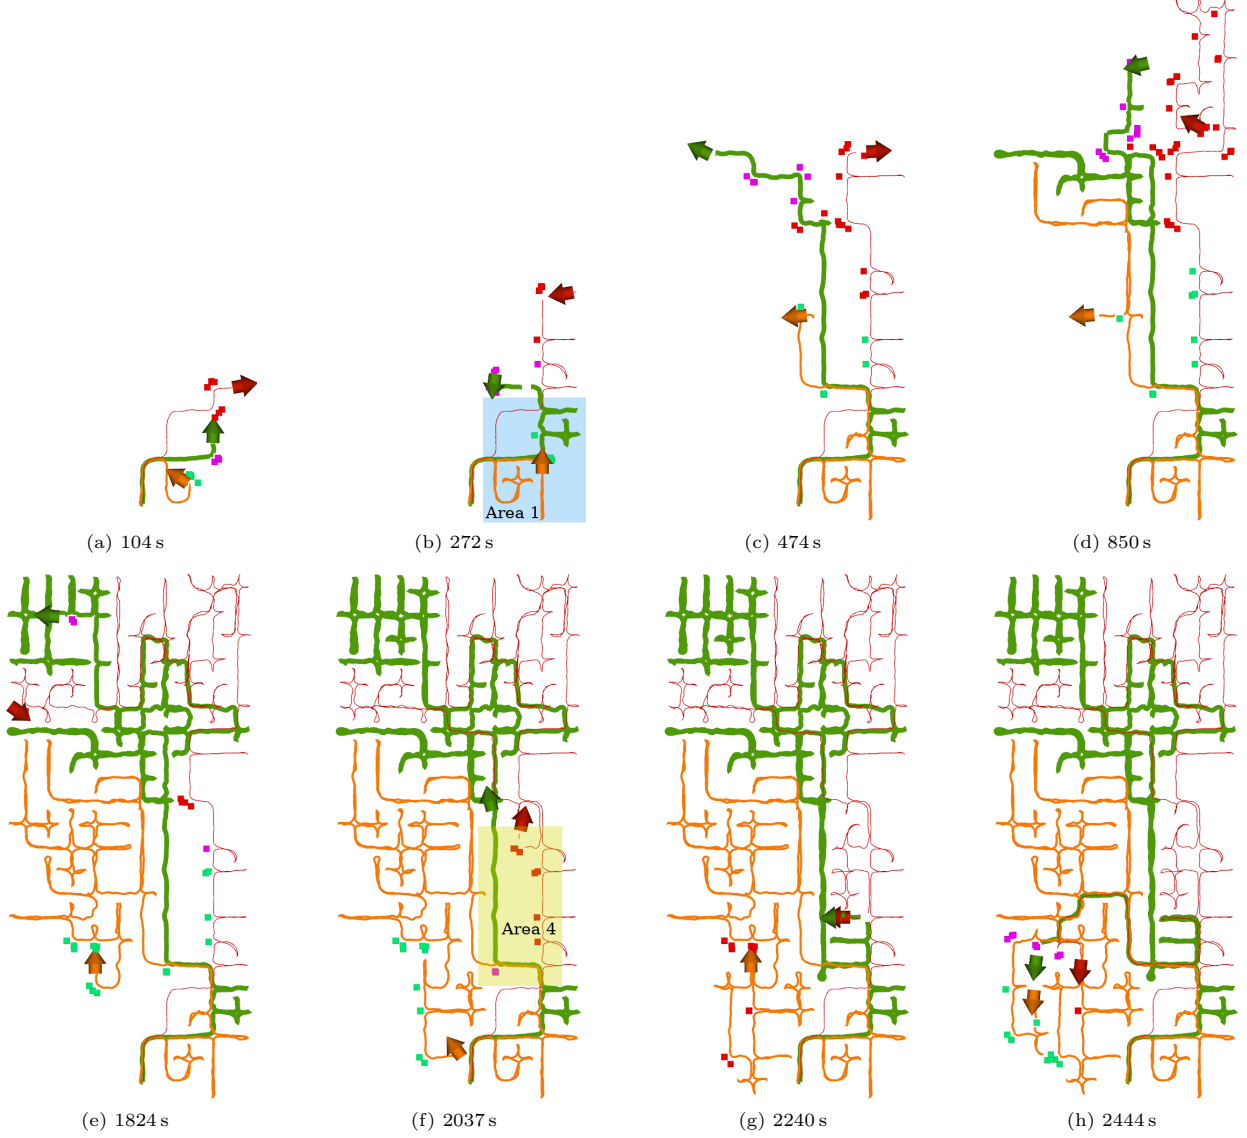 Area 1
(a) 104 s
(b) 272 s
(c) 474 s
(d) 850 s
Area 4
(e) 1824 s
(f) 2037 s
(g) 2240 s
(h) 2444 s